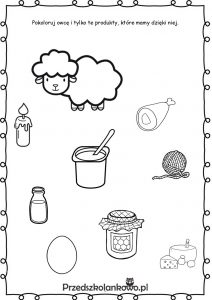 Pokoloruj owcę i tylko te produkty, które mamy dzięki niej.
Przedszkolankowo.pl